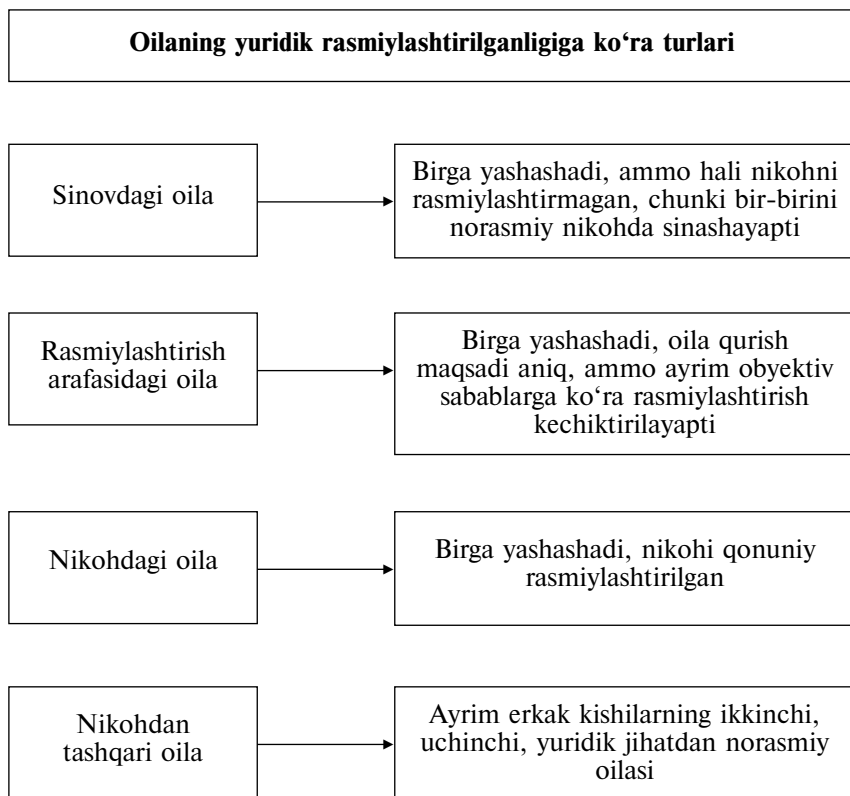 Oilaning yuridik rasmiylashtirilganligiga ko‘ra turlari
Sinovdagi oila
Birga yashashadi, ammo hali nikohni
rasmiylashtirmagan, chunki bir-birini
norasmiy nikohda sinashayapti
Rasmiylashtirish
arafasidagi oila
Birga yashashadi, oila qurish
maqsadi aniq, ammo ayrim obyektiv
sabablarga ko‘ra rasmiylashtirish
kechiktirilayapti
Nikohdagi oila
Birga yashashadi, nikohi qonuniy
rasmiylashtirilgan
Nikohdan
tashqari oila
Ayrim erkak kishilarning ikkinchi,
uchinchi, yuridik jihatdan norasmiy
oilasi